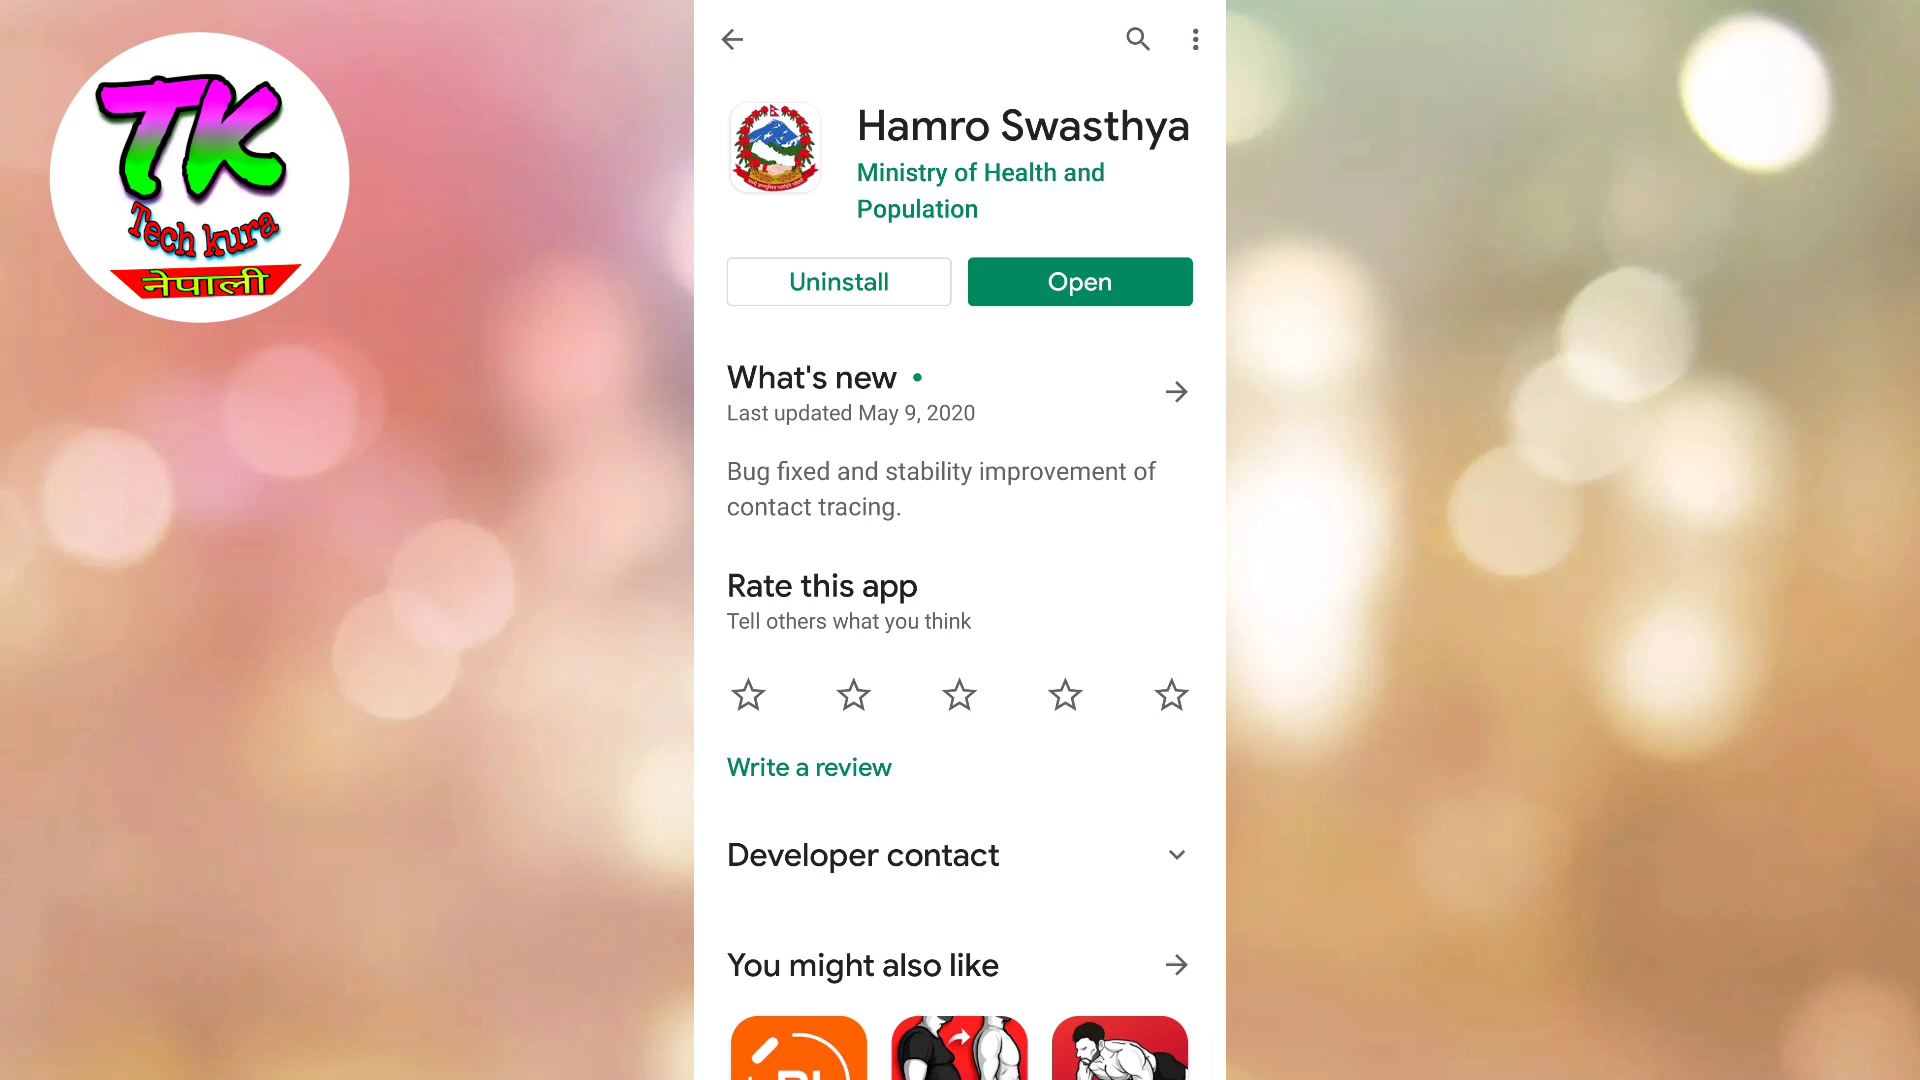 TK
Tech kura
नेपाली
Hamro Swasthya
Ministry of Health and
Population
Uninstall
Open
What's new
Last updated May 9, 2020
Bug fixed and stability improvement of
contact tracing.
Rate this app
Tell others what you think
Write a review
Developer contact
You might also like